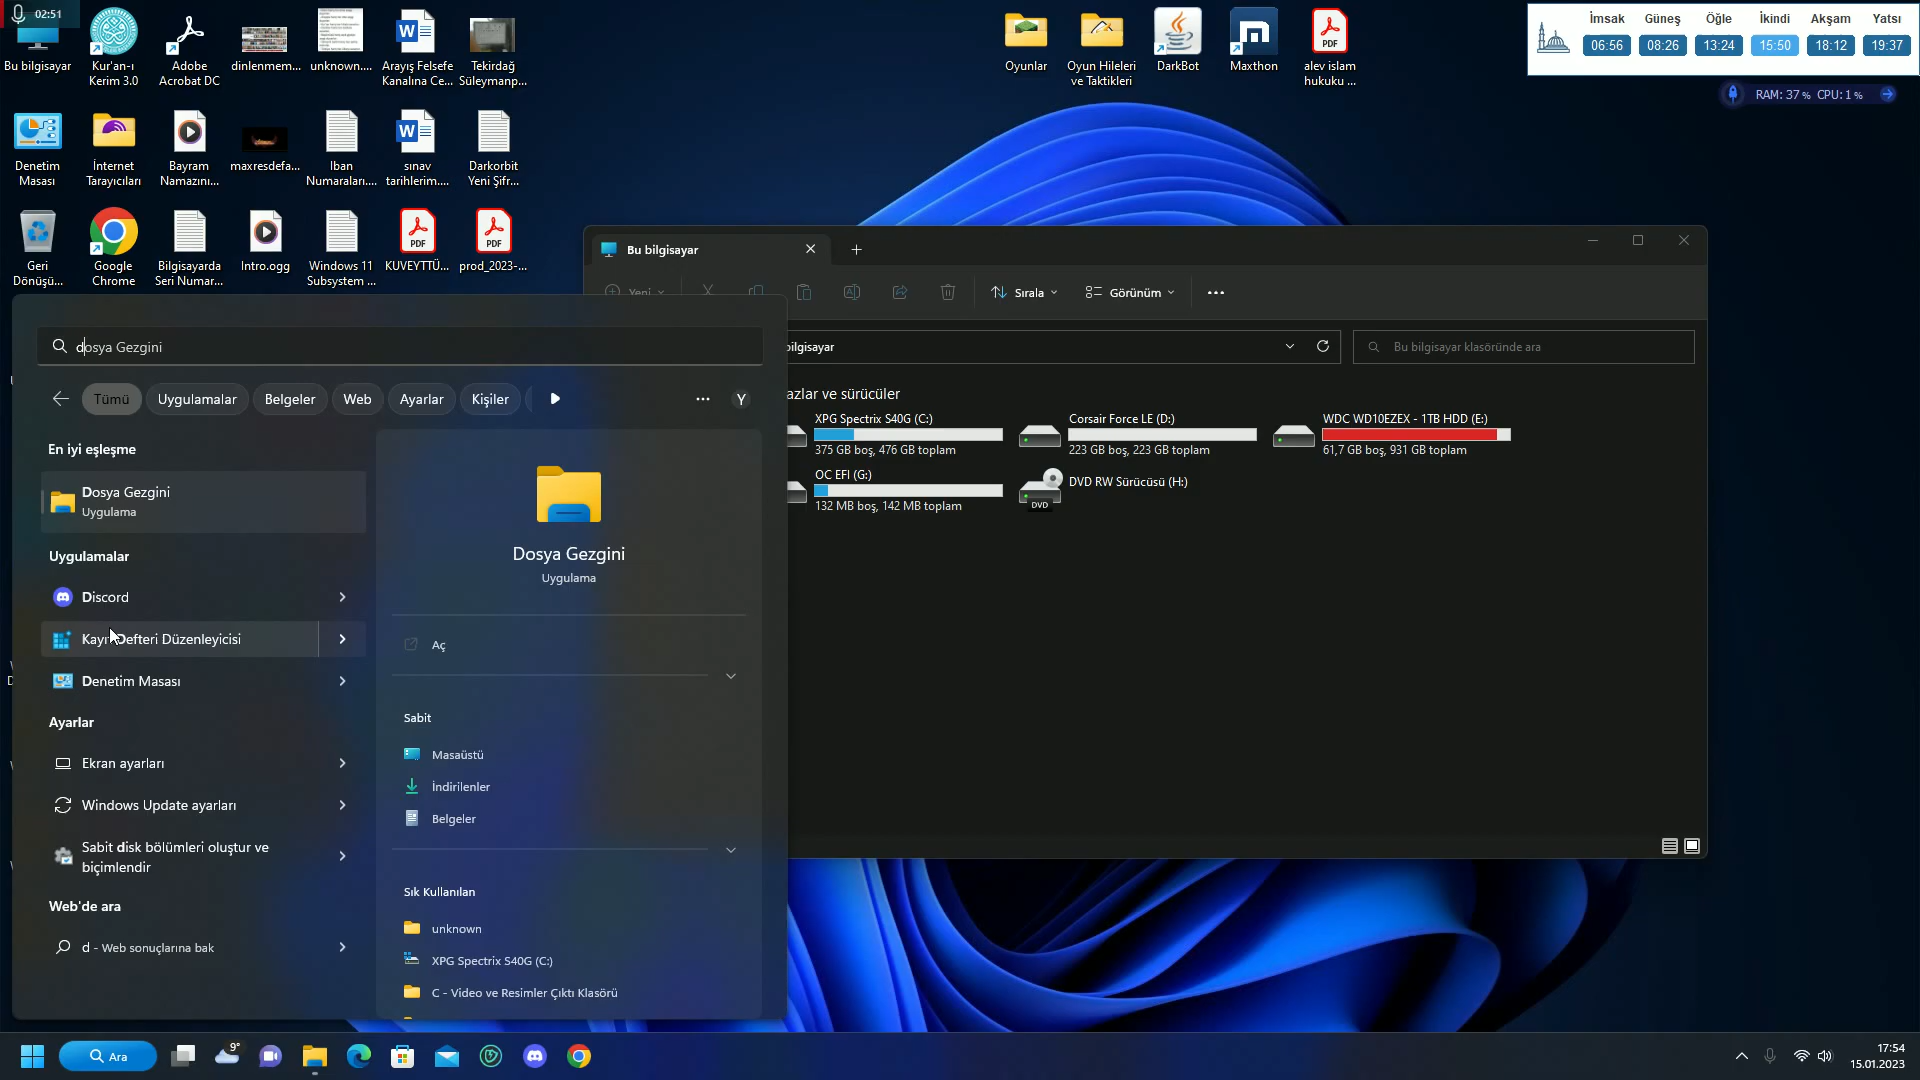 02:51
Bu bilgisayar
Kur'an-ı
Kerim 3.0
Adobe
Acrobat DC
dinlenmem...
unknown....
Arayış Felsefe
Kanalına Ce...
Tekirdağ
Süleymanp...
Oyunlar
Oyun Hileleri
ve Taktikleri
DarkBot
Maxthon
alev islam
hukuku ...
İmsak Güneş Öğle İkindi Akşam Yatsı
06:56 08:26 13:24 15:50 18:12 19:37
RAM: 37 % CPU: 1 %
Denetim
Masası
İnternet
Tarayıcıları
Bayram
Namazını...
maxresdefa...
Iban
Numaraları....
sınav
tarihlerim....
Darkorbit
Yeni Şifr...
Geri
Dönüşü...
Google
Chrome
Bilgisayarda
Seri Numar...
Intro.ogg
Windows 11
Subsystem ...
KUVEYTTÜ...
prod_2023-...
Bu bilgisayar
Yeni
Sırala
Görünüm
bilgisayar
Bu bilgisayar klasöründe ara
azlar ve sürücüler
XPG Spectrix S40G (C:)
375 GB boş, 476 GB toplam
Corsair Force LE (D:)
223 GB boş, 223 GB toplam
WDC WD10EZEX - 1TB HDD (E:)
61,7 GB boş, 931 GB toplam
OC EFI (G:)
132 MB boş, 142 MB toplam
DVD RW Sürücüsü (H:)
DVD
dosya Gezgini
Tümü
Uygulamalar
Belgeler
Web
Ayarlar
Kişiler
Y
En iyi eşleşme
Dosya Gezgini
Uygulama
Uygulamalar
Discord
Kayıt Defteri Düzenleyicisi
Denetim Masası
Ayarlar
Ekran ayarları
Windows Update ayarları
Sabit disk bölümleri oluştur ve
biçimlendir
Web'de ara
d - Web sonuçlarına bak
Dosya Gezgini
Uygulama
Aç
Sabit
Masaüstü
İndirilenler
Belgeler
Sık Kullanılan
unknown
XPG Spectrix S40G (C:)
C - Video ve Resimler Çıktı Klasörü
Ara
9°
17:54
15.01.2023